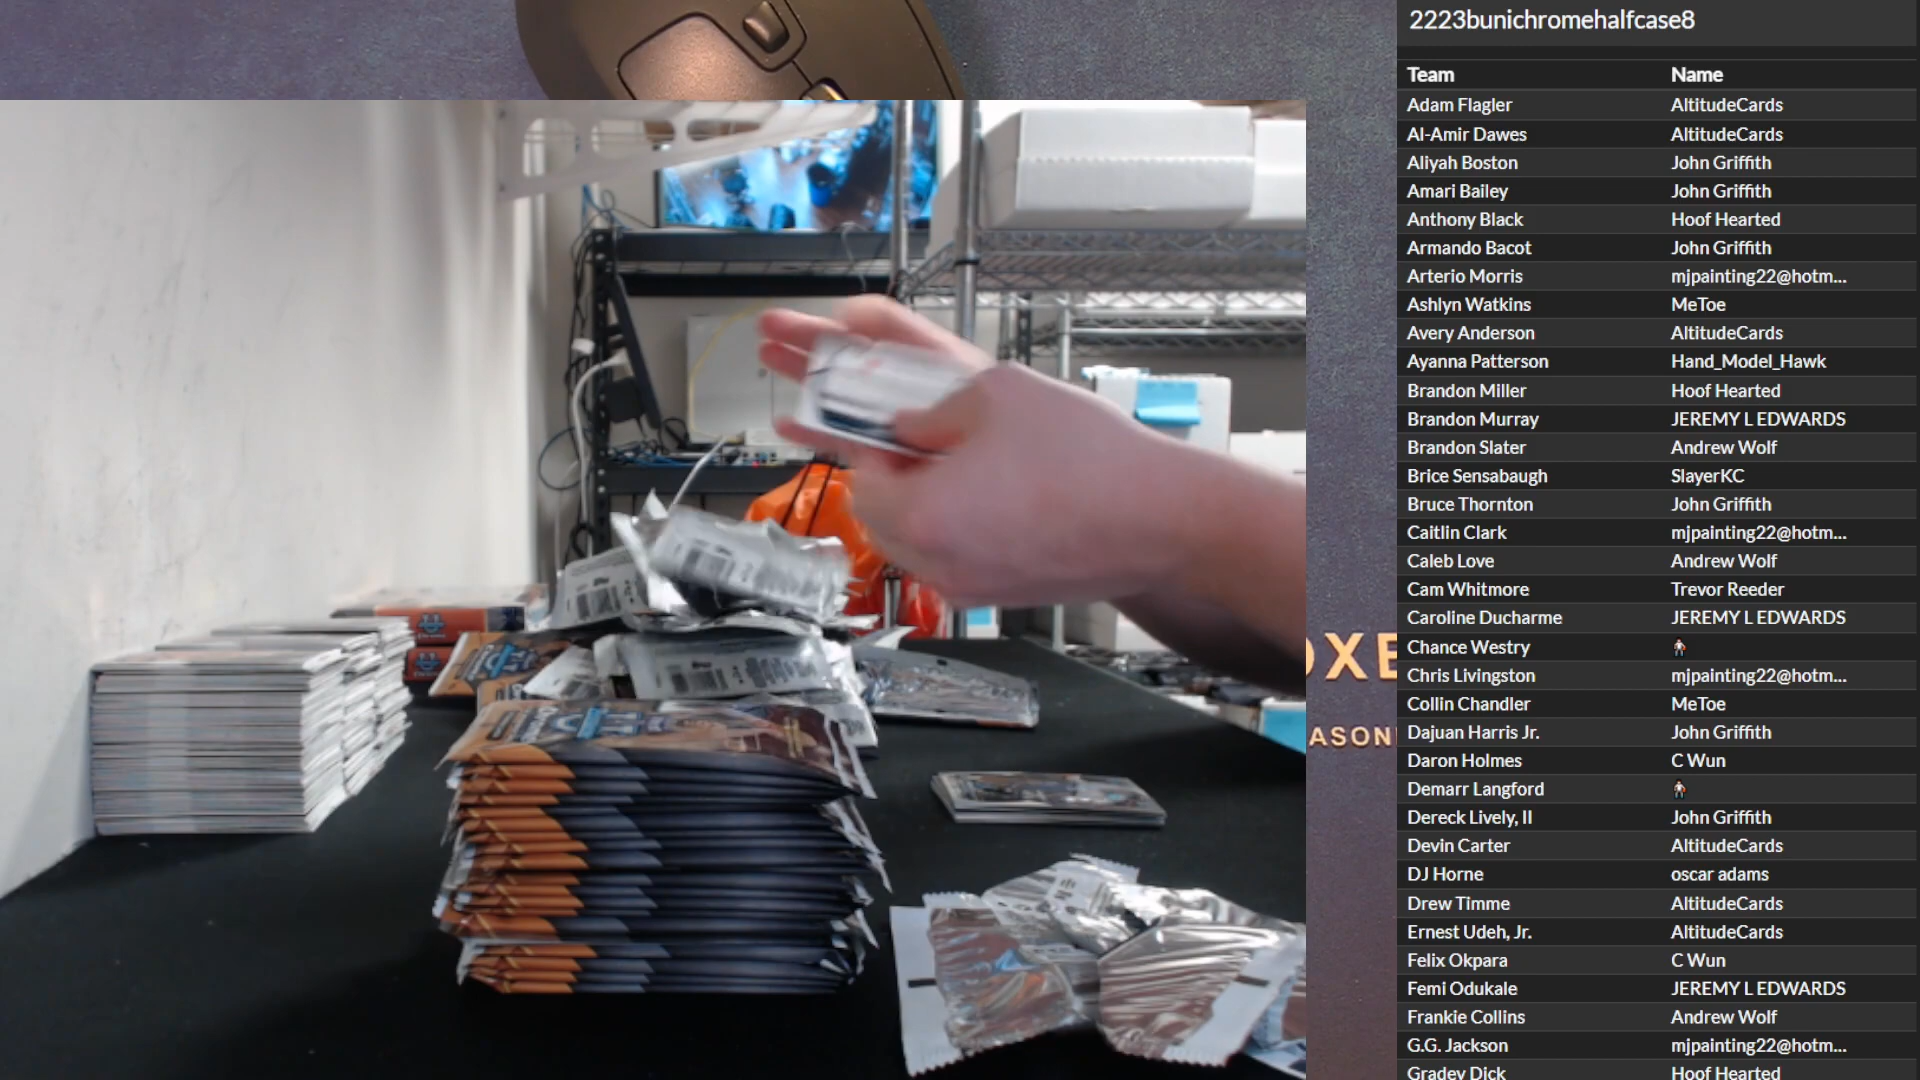 2223bunichromehalfcase8
Team Name
Adam Flagler AltitudeCards
Al-Amir Dawes AltitudeCards
Aliyah Boston John Griffith
Amari Bailey John Griffith
Anthony Black Hoof Hearted
Armando Bacot John Griffith
Arterio Morris mjpainting22@hotm...
Ashlyn Watkins MeToe
Avery Anderson AltitudeCards
Ayanna Patterson Hand_Model_Hawk
Brandon Miller Hoof Hearted
Brandon Murray JEREMY L EDWARDS
Brandon Slater Andrew Wolf
Brice Sensabaugh SlayerKC
Bruce Thornton John Griffith
Caitlin Clark mjpainting22@hotm...
Caleb Love Andrew Wolf
Cam Whitmore Trevor Reeder
Caroline Ducharme JEREMY L EDWARDS
Chance Westry
Chris Livingston mjpainting22@hotm...
Collin Chandler MeToe
Dajuan Harris Jr. John Griffith
Daron Holmes C Wun
Demarr Langford
Dereck Lively, II John Griffith
Devin Carter AltitudeCards
DJ Horne oscar adams
Drew Timme AltitudeCards
Ernest Udeh, Jr. AltitudeCards
Felix Okpara C Wun
Femi Odukale JEREMY L EDWARDS
Frankie Collins Andrew Wolf
G.G. Jackson mjpainting22@hotm...
Gradey Dick Hoof Hearted
OXE
ASON